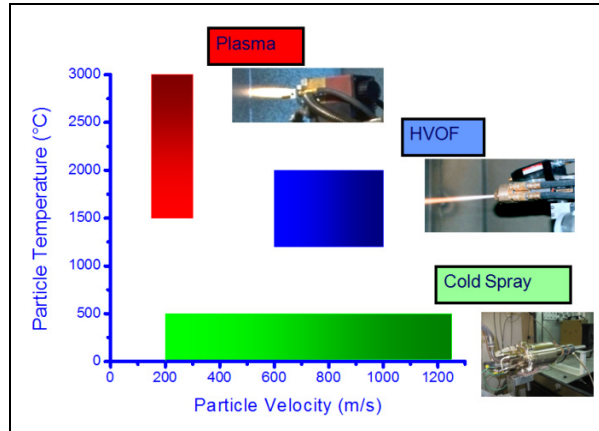 Plasma
HVOF
Cold Spray
Particle Temperature (°C)
3000
2500
2000
1500
1000
500
0
0
200
400
600
800
1000
1200
Particle Velocity (m/s)